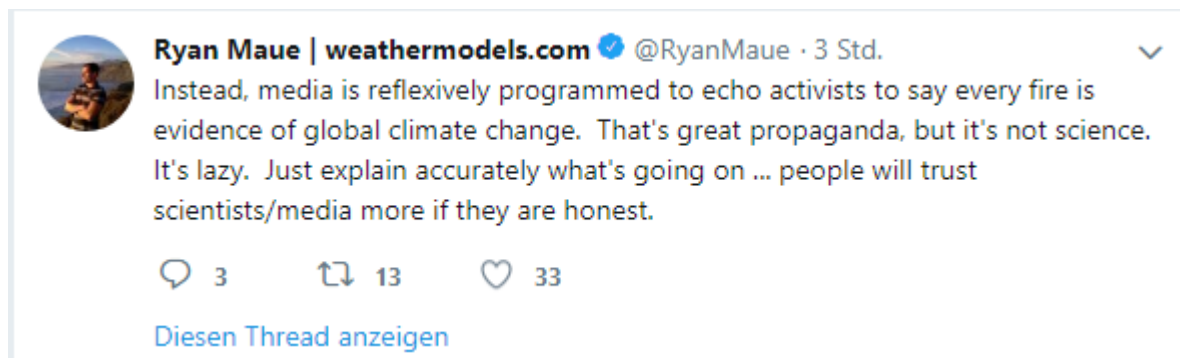 Ryan Maue | weathermodels.com @RyanMaue · 3 Std.
Instead, media is reflexively programmed to echo activists to say every fire is
evidence of global climate change.  That's great propaganda, but it's not science.
It's lazy.  Just explain accurately what's going on ... people will trust
scientists/media more if they are honest.
3 13 33
Diesen Thread anzeigen